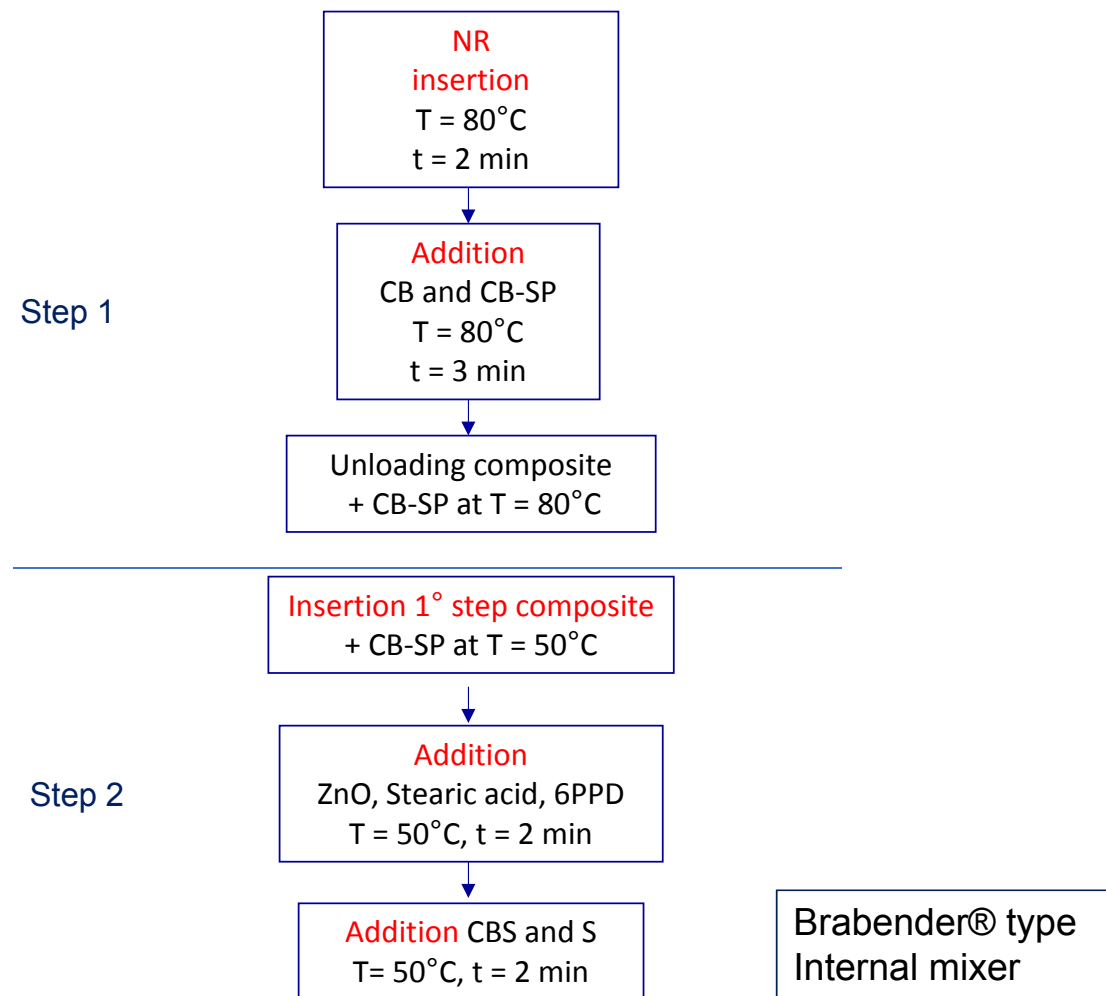 NR
insertion
T = 80°C
t = 2 min
Step 1
Addition
CB and CB-SP
T = 80°C
t = 3 min
Unloading composite
+ CB-SP at T = 80°C
Insertion 1° step composite
+ CB-SP at T = 50°C
Step 2
Addition
ZnO, Stearic acid, 6PPD
T = 50°C, t = 2 min
Addition CBS and S
T= 50°C, t = 2 min
Brabender® type
Internal mixer